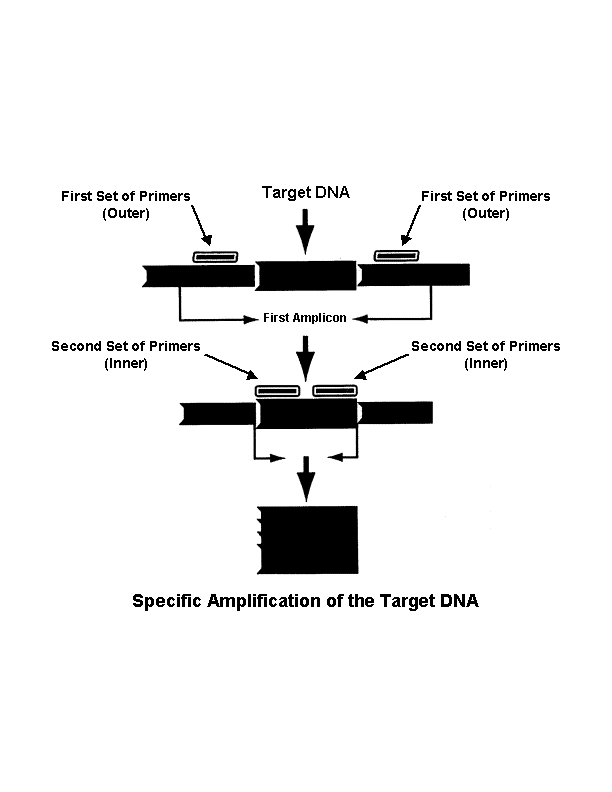 First Set of Primers
(Outer)
Target DNA
First Set of Primers
(Outer)
First Amplicon
Second Set of Primers
(Inner)
Second Set of Primers
(Inner)
Specific Amplification of the Target DNA